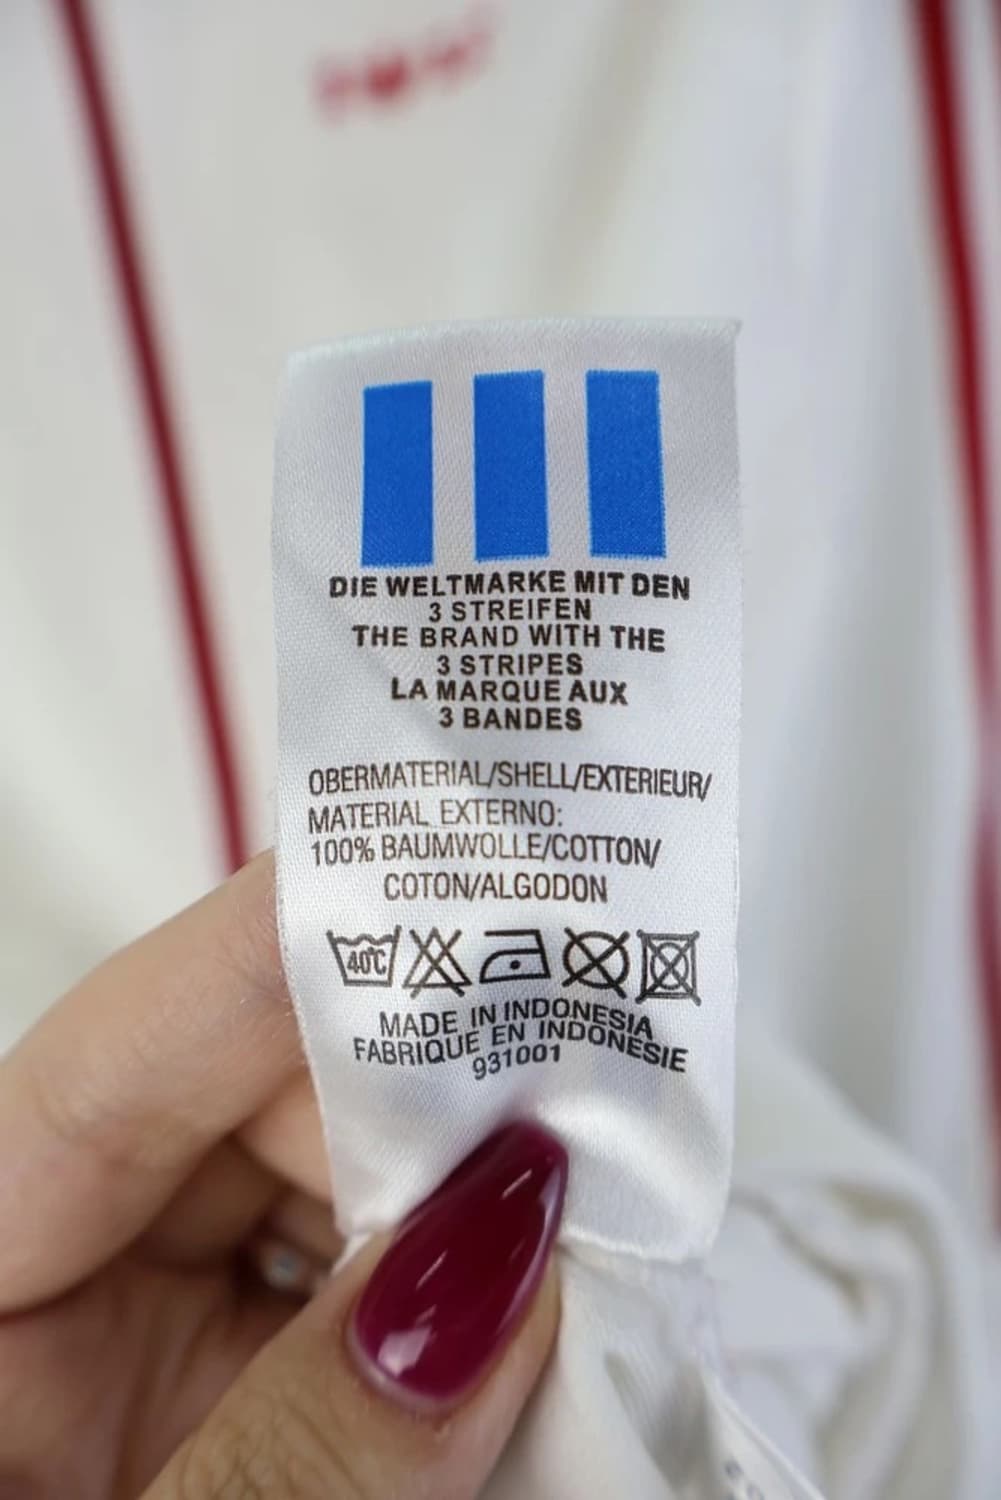 DIE WELTMARKE MIT DEN
3 STREIFEN
THE BRAND WITH THE
3 STRIPES
LA MARQUE AUX
3 BANDES
OBERMATERIAL/SHELL/EXTERIEUR/
MATERIAL EXTERNO:
100% BAUMWOLLE/COTTON/
COTON/ALGODON
40°C
MADE IN INDONESIA
FABRIQUE EN INDONESIE
931001